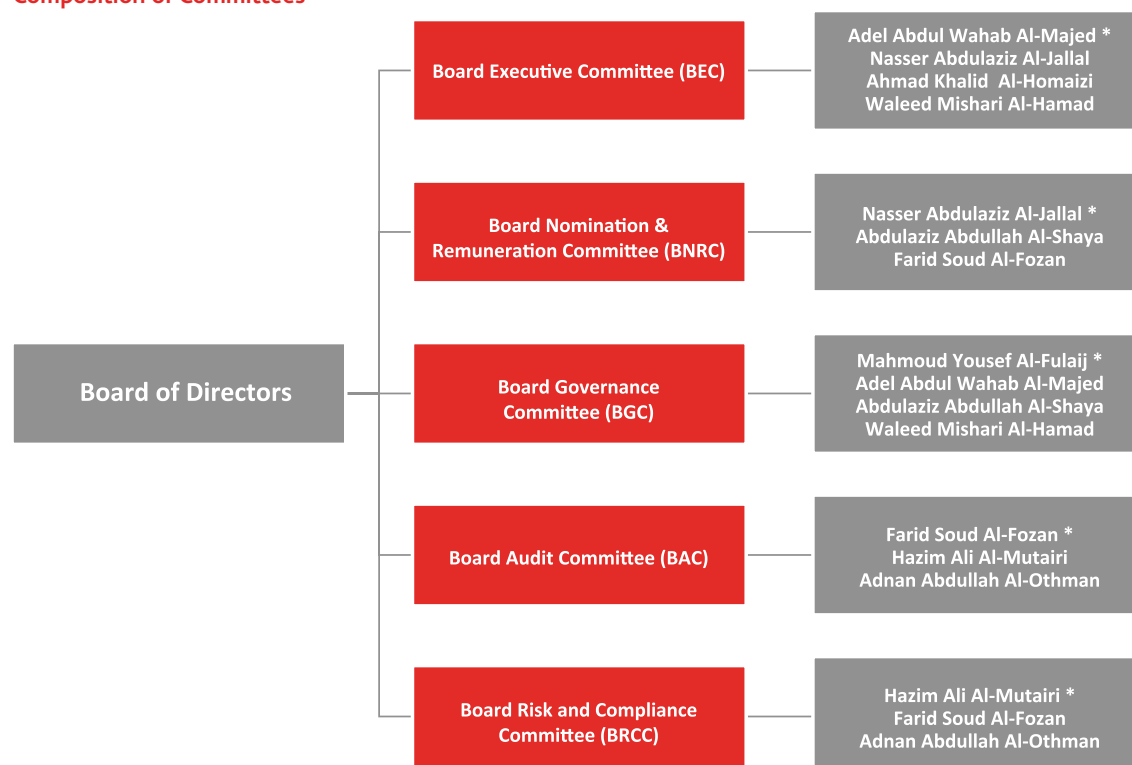 Composition of Committees
Board Executive Committee (BEC)
Adel Abdul Wahab Al-Majed *
Nasser Abdulaziz Al-Jallal
Ahmad Khalid Al-Homaizi
Waleed Mishari Al-Hamad
Board Nomination &
Remuneration Committee (BNRC)
Nasser Abdulaziz Al-Jallal *
Abdulaziz Abdullah Al-Shaya
Farid Soud Al-Fozan
Board of Directors
Board Governance
Committee (BGC)
Mahmoud Yousef Al-Fulaij *
Adel Abdul Wahab Al-Majed
Abdulaziz Abdullah Al-Shaya
Waleed Mishari Al-Hamad
Board Audit Committee (BAC)
Farid Soud Al-Fozan *
Hazim Ali Al-Mutairi
Adnan Abdullah Al-Othman
Board Risk and Compliance
Committee (BRCC)
Hazim Ali Al-Mutairi *
Farid Soud Al-Fozan
Adnan Abdullah Al-Othman